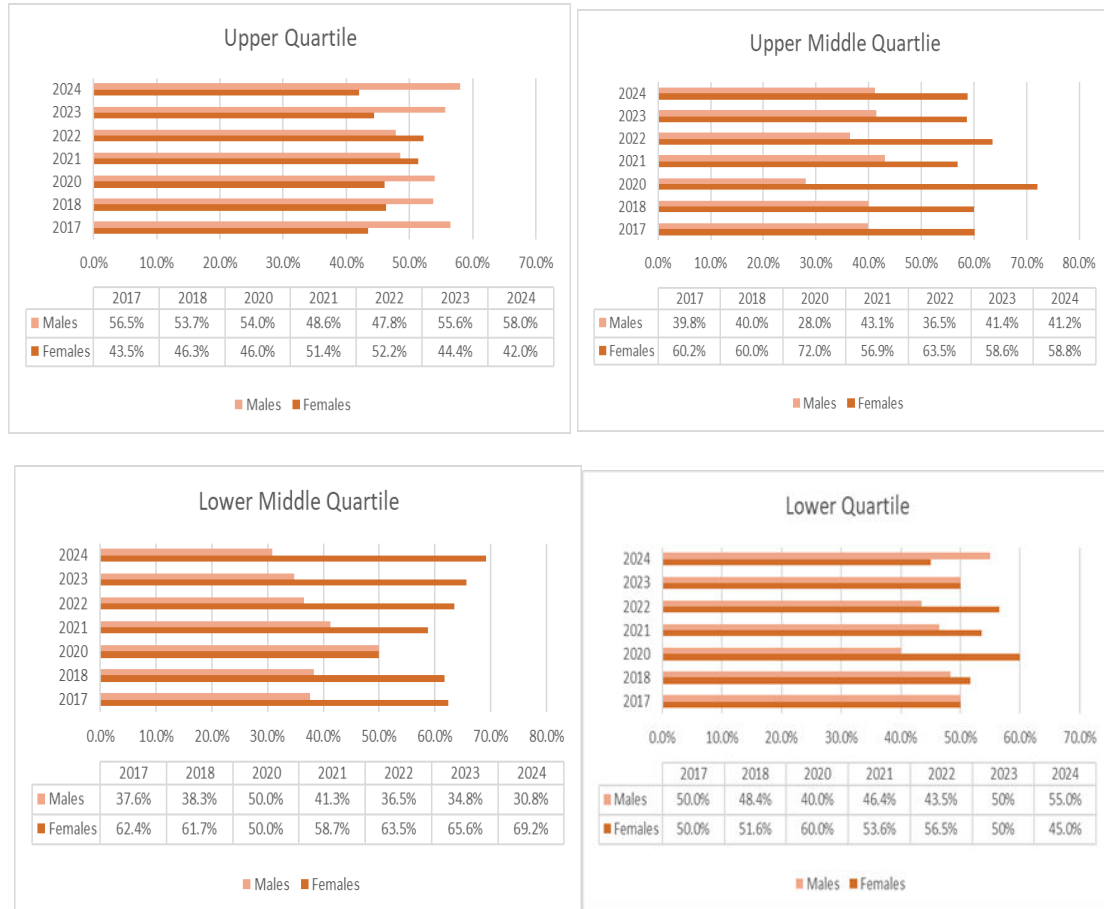 Upper Quartile
2024
2023
2022
2021
2020
2018
2017
0.0% 10.0% 20.0% 30.0% 40.0% 50.0% 60.0% 70.0%
2017 2018 2020 2021 2022 2023 2024
Males 56.5% 53.7% 54.0% 48.6% 47.8% 55.6% 58.0%
Females 43.5% 46.3% 46.0% 51.4% 52.2% 44.4% 42.0%
Males Females
Upper Middle Quartlie
2024
2023
2022
2021
2020
2018
2017
0.0% 10.0% 20.0% 30.0% 40.0% 50.0% 60.0% 70.0% 80.0%
2017 2018 2020 2021 2022 2023 2024
Males 39.8% 40.0% 28.0% 43.1% 36.5% 41.4% 41.2%
Females 60.2% 60.0% 72.0% 56.9% 63.5% 58.6% 58.8%
Males Females
Lower Middle Quartile
2024
2023
2022
2021
2020
2018
2017
0.0% 10.0% 20.0% 30.0% 40.0% 50.0% 60.0% 70.0% 80.0%
2017 2018 2020 2021 2022 2023 2024
Males 37.6% 38.3% 50.0% 41.3% 36.5% 34.8% 30.8%
Females 62.4% 61.7% 50.0% 58.7% 63.5% 65.6% 69.2%
Males Females
Lower Quartile
2024
2023
2022
2021
2020
2018
2017
0.0% 10.0% 20.0% 30.0% 40.0% 50.0% 60.0% 70.0%
2017 2018 2020 2021 2022 2023 2024
Males 50.0% 48.4% 40.0% 46.4% 43.5% 50% 55.0%
Females 50.0% 51.6% 60.0% 53.6% 56.5% 50% 45.0%
Males Females